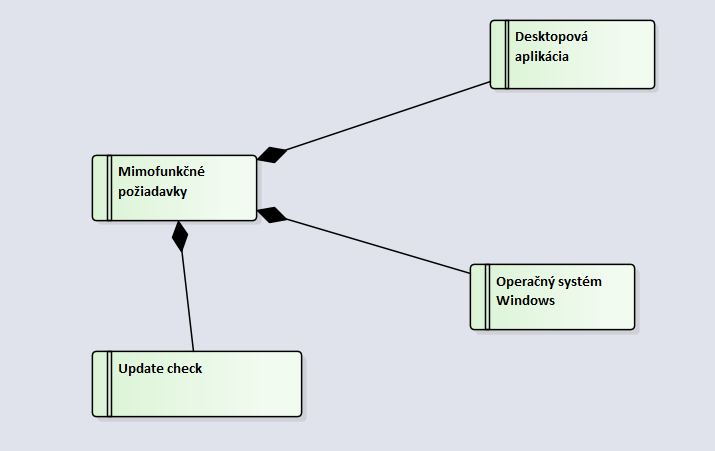 Desktopová
aplikácia
Mimofunkčné
požiadavky
Operačný systém
Windows
Update check